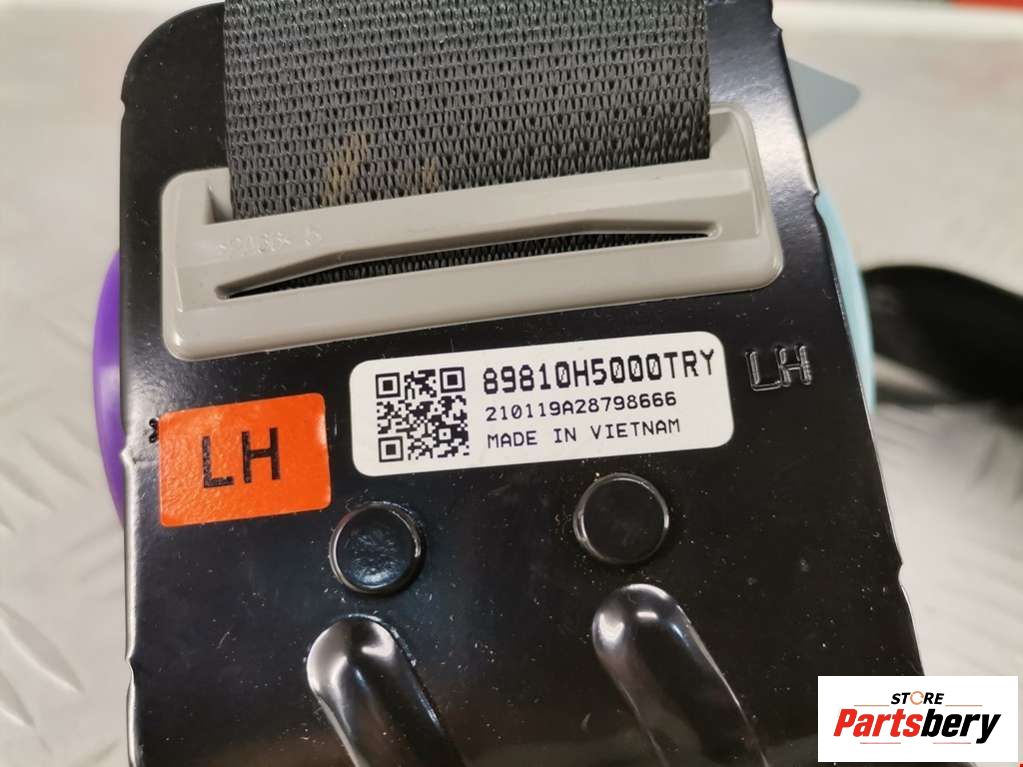 89810H5000TRY
210119A28798666
MADE IN VIETNAM
LH
LH
STORE
Partsbery